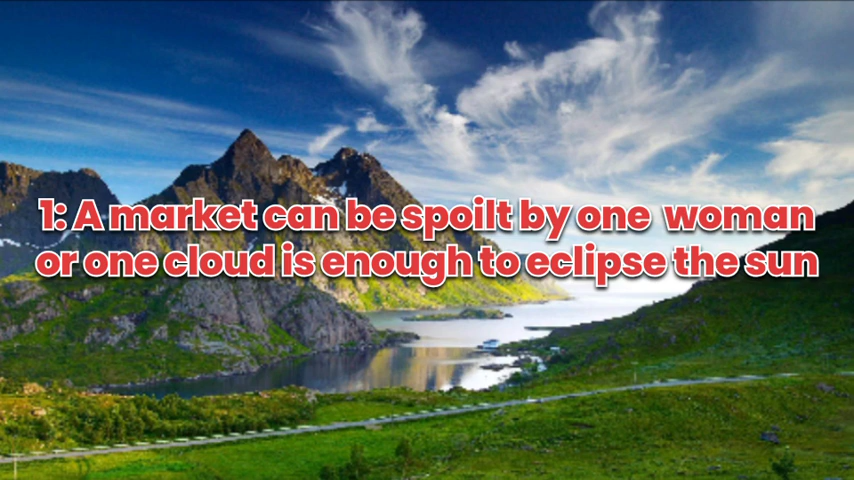 1: A market can be spoilt by one woman
or one cloud is enough to eclipse the sun